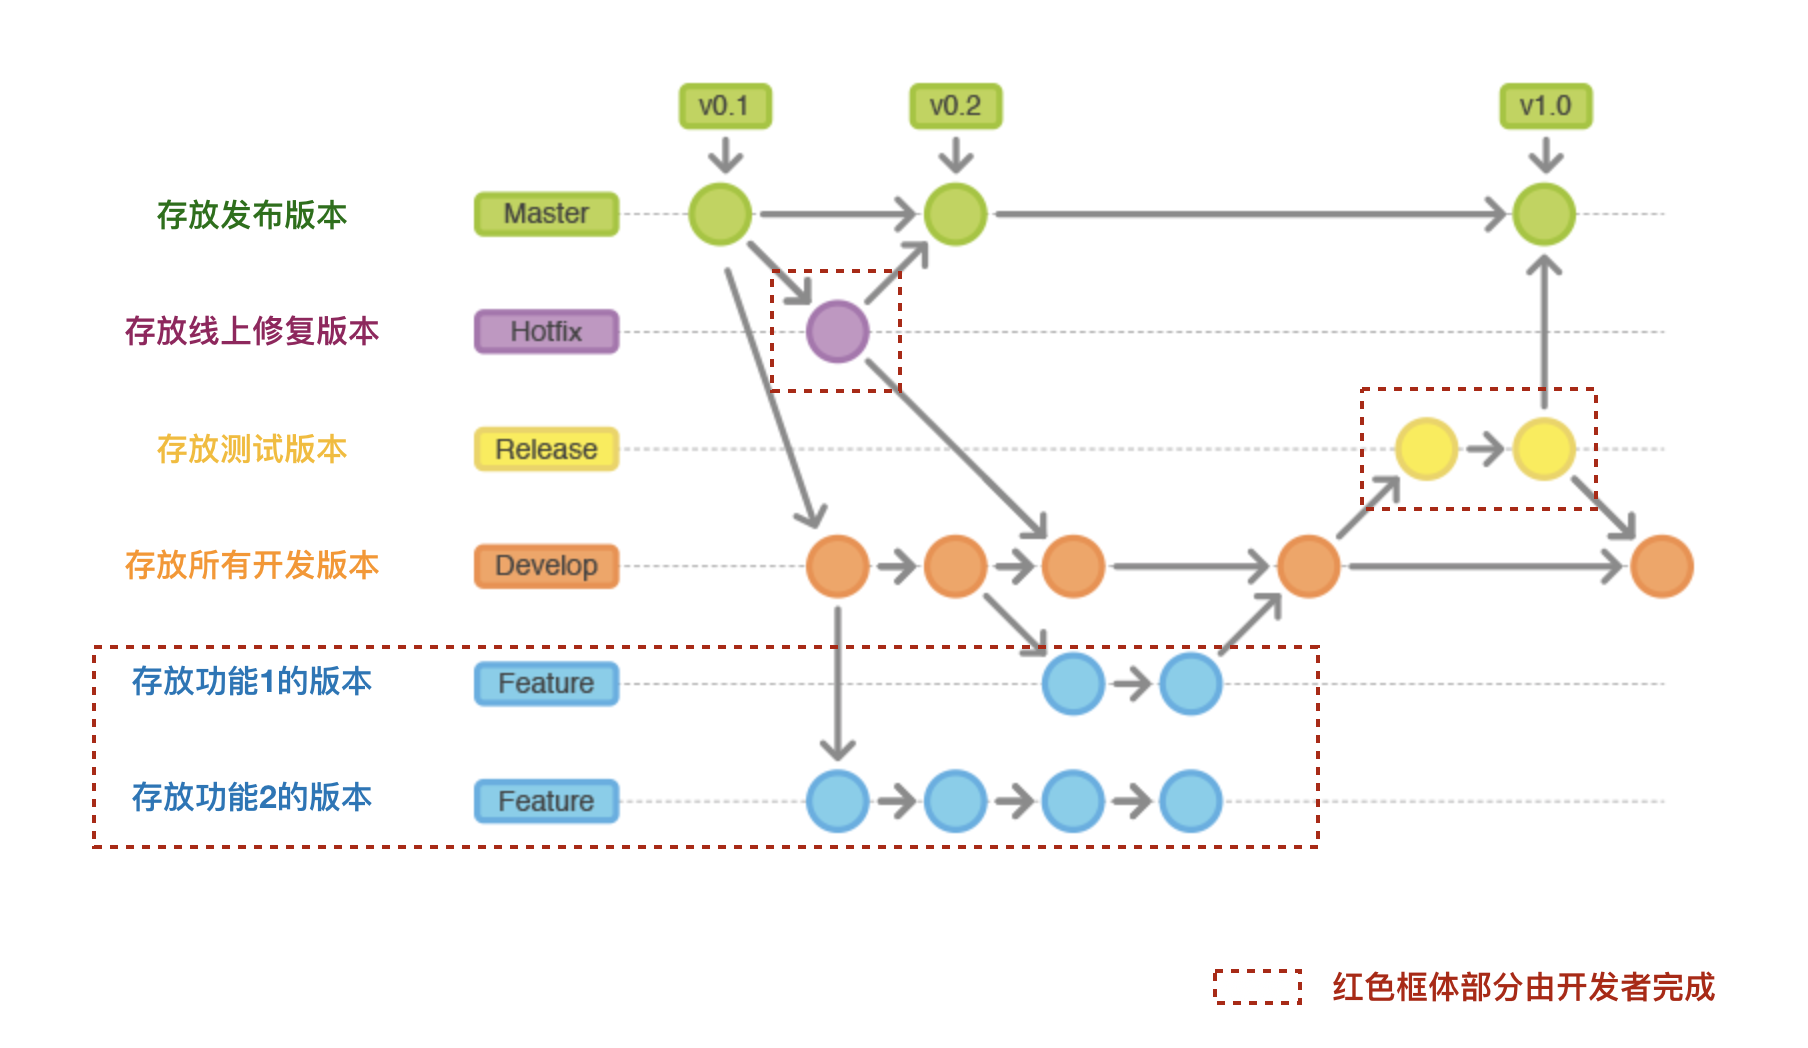 v0.1
v0.2
v1.0
存放发布版本
Master
存放线上修复版本
Hotfix
存放测试版本
Release
存放所有开发版本
Develop
存放功能1的版本
Feature
存放功能2的版本
Feature
红色框体部分由开发者完成